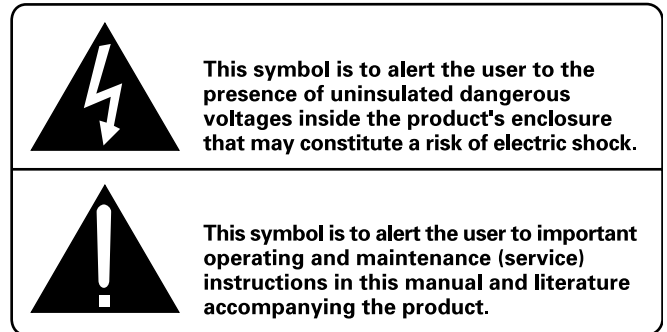 This symbol is to alert the user to the
presence of uninsulated dangerous
voltages inside the product's enclosure
that may constitute a risk of electric shock.
This symbol is to alert the user to important
operating and maintenance (service)
instructions in this manual and literature
accompanying the product.